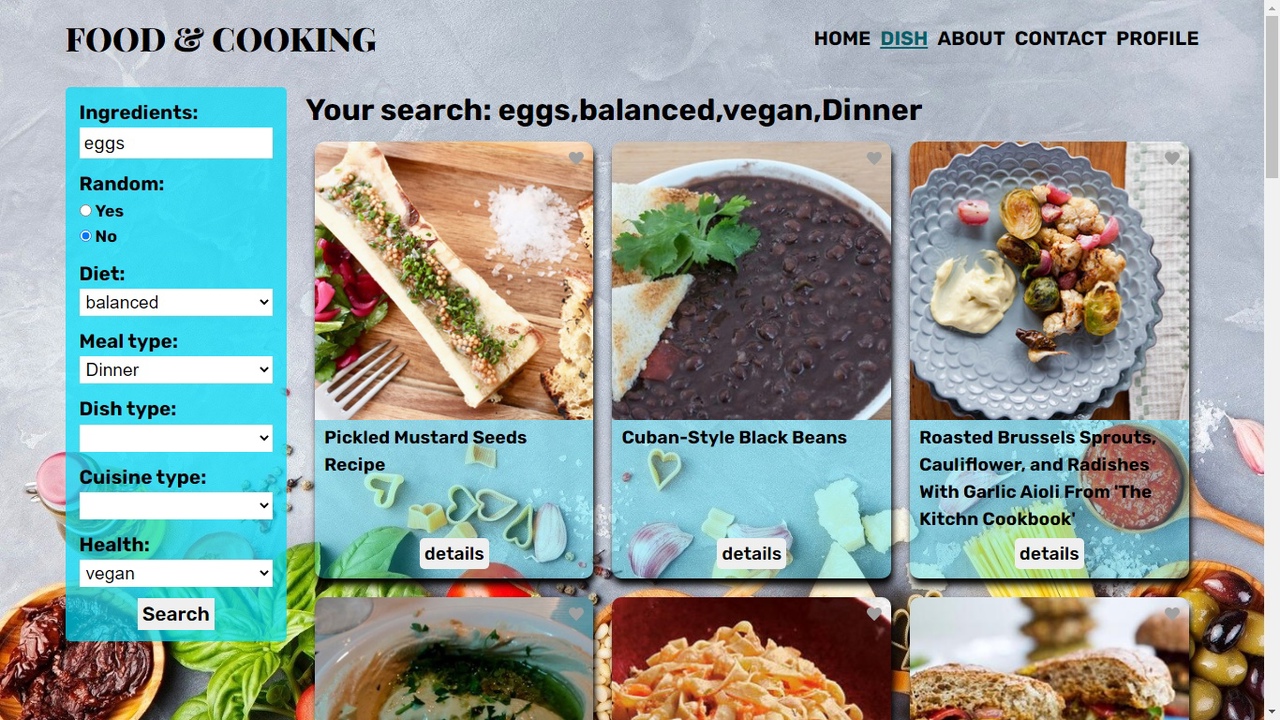 FOOD & COOKING
HOME DISH ABOUT CONTACT PROFILE
Ingredients:
eggs
Random:
Yes
No
Diet:
balanced
Meal type:
Dinner
Dish type:
Cuisine type:
Health:
vegan
Search
Your search: eggs,balanced,vegan,Dinner
Pickled Mustard Seeds
Recipe
details
Cuban-Style Black Beans
details
Roasted Brussels Sprouts,
Cauliflower, and Radishes
With Garlic Aioli From 'The
Kitchn Cookbook'
details